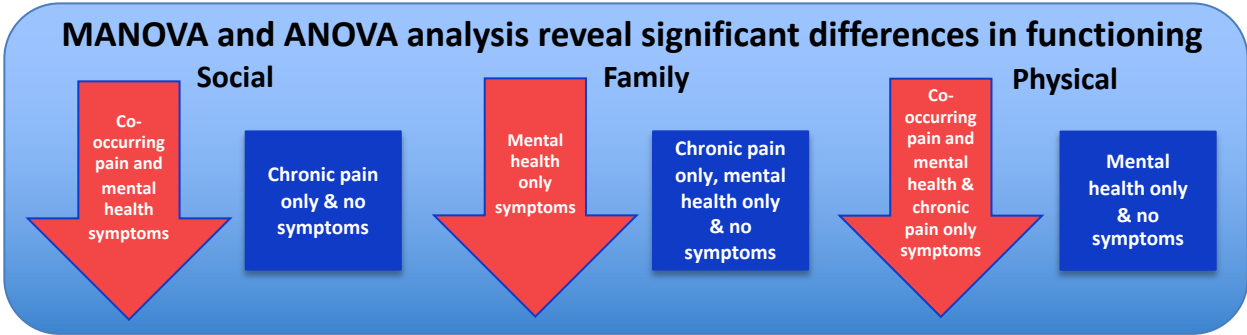 MANOVA and ANOVA analysis reveal significant differences in functioning
Social
Co-
occurring
pain and
mental
health
symptoms
Chronic pain
only & no
symptoms
Family
Mental
health
only
symptoms
Chronic pain
only, mental
health only
& no
symptoms
Physical
Co-
occurring
pain and
mental
health &
chronic
pain only
symptoms
Mental
health only
& no
symptoms